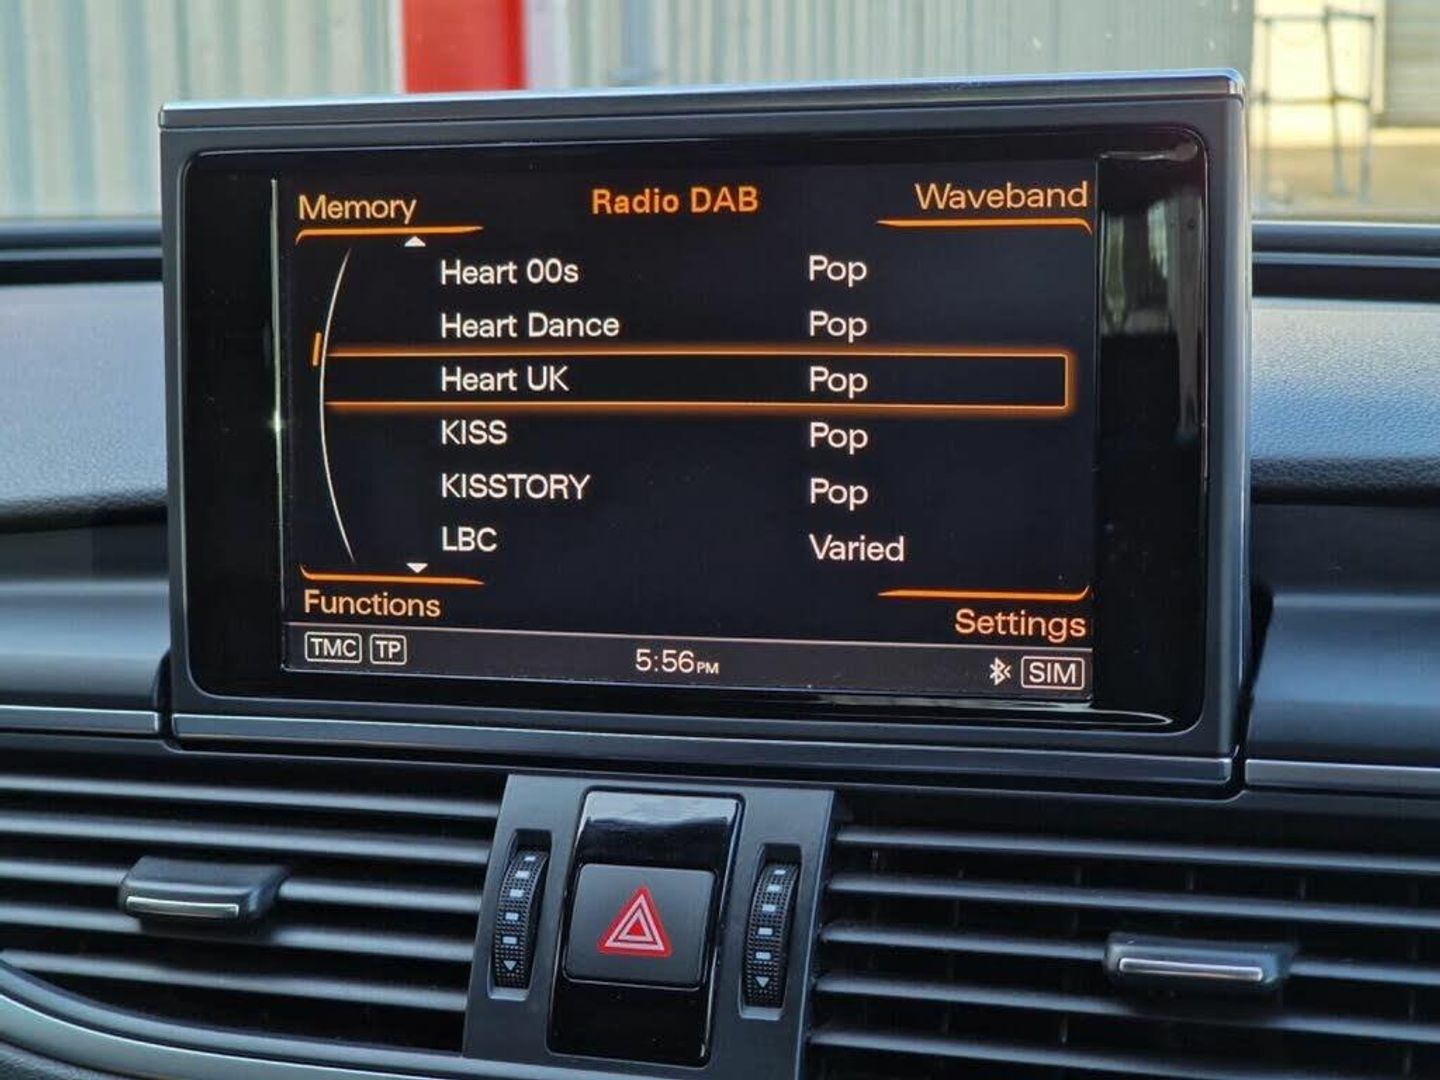 Memory Radio DAB Waveband
Heart 00s Pop
Heart Dance Pop
Heart UK Pop
KISS Pop
KISSTORY Pop
LBC Varied
Functions Settings
TMC TP 5:56PM SIM